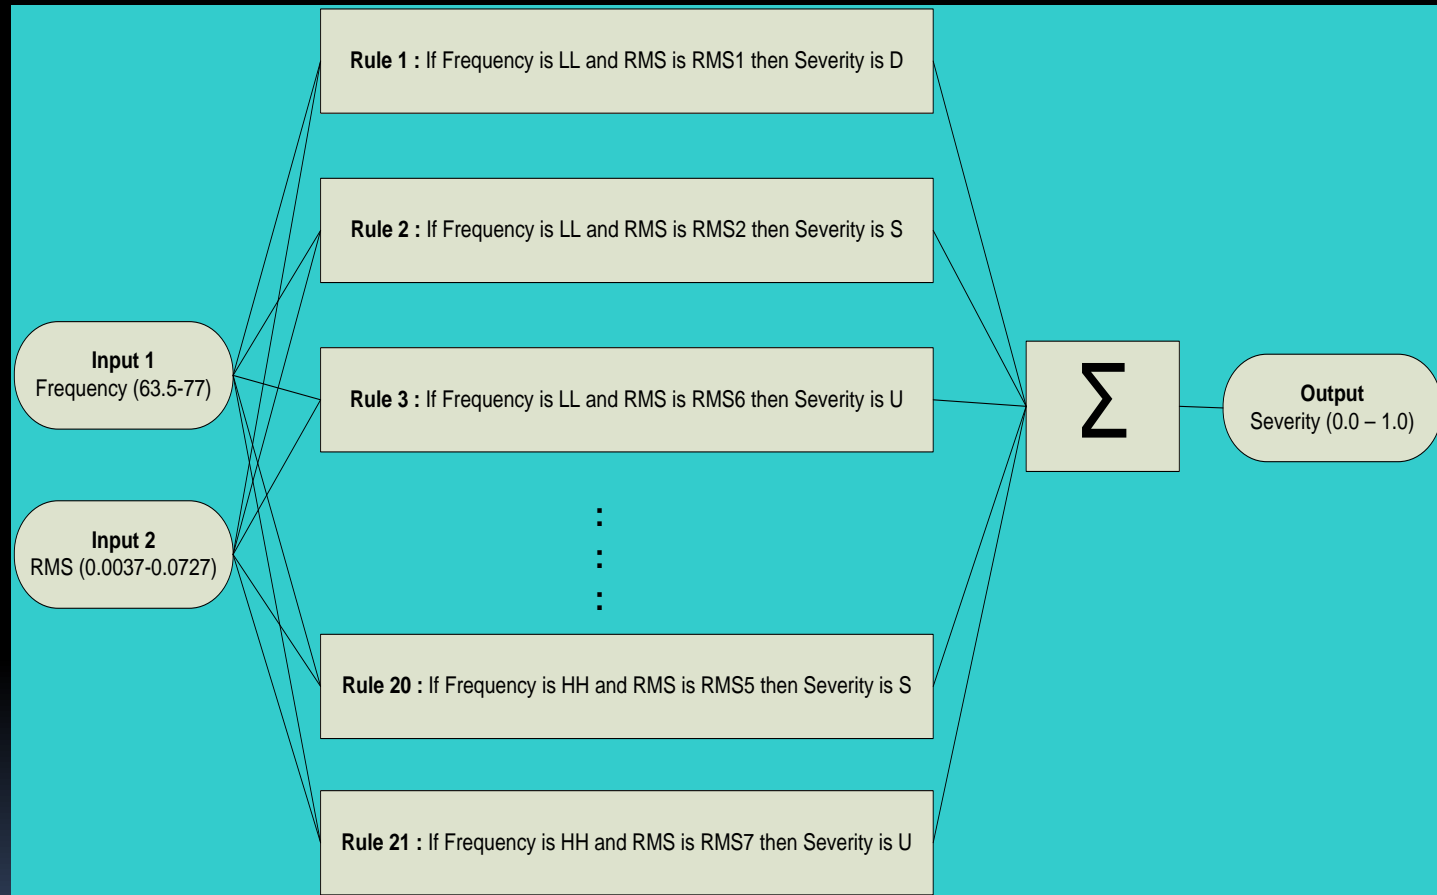 Rule 1 : If Frequency is LL and RMS is RMS1 then Severity is D
Rule 2 : If Frequency is LL and RMS is RMS2 then Severity is S
Input 1
Frequency (63.5-77)
Rule 3 : If Frequency is LL and RMS is RMS6 then Severity is U
Σ
Output
Severity (0.0 – 1.0)
Input 2
RMS (0.0037-0.0727)
:
:
:
Rule 20 : If Frequency is HH and RMS is RMS5 then Severity is S
Rule 21 : If Frequency is HH and RMS is RMS7 then Severity is U